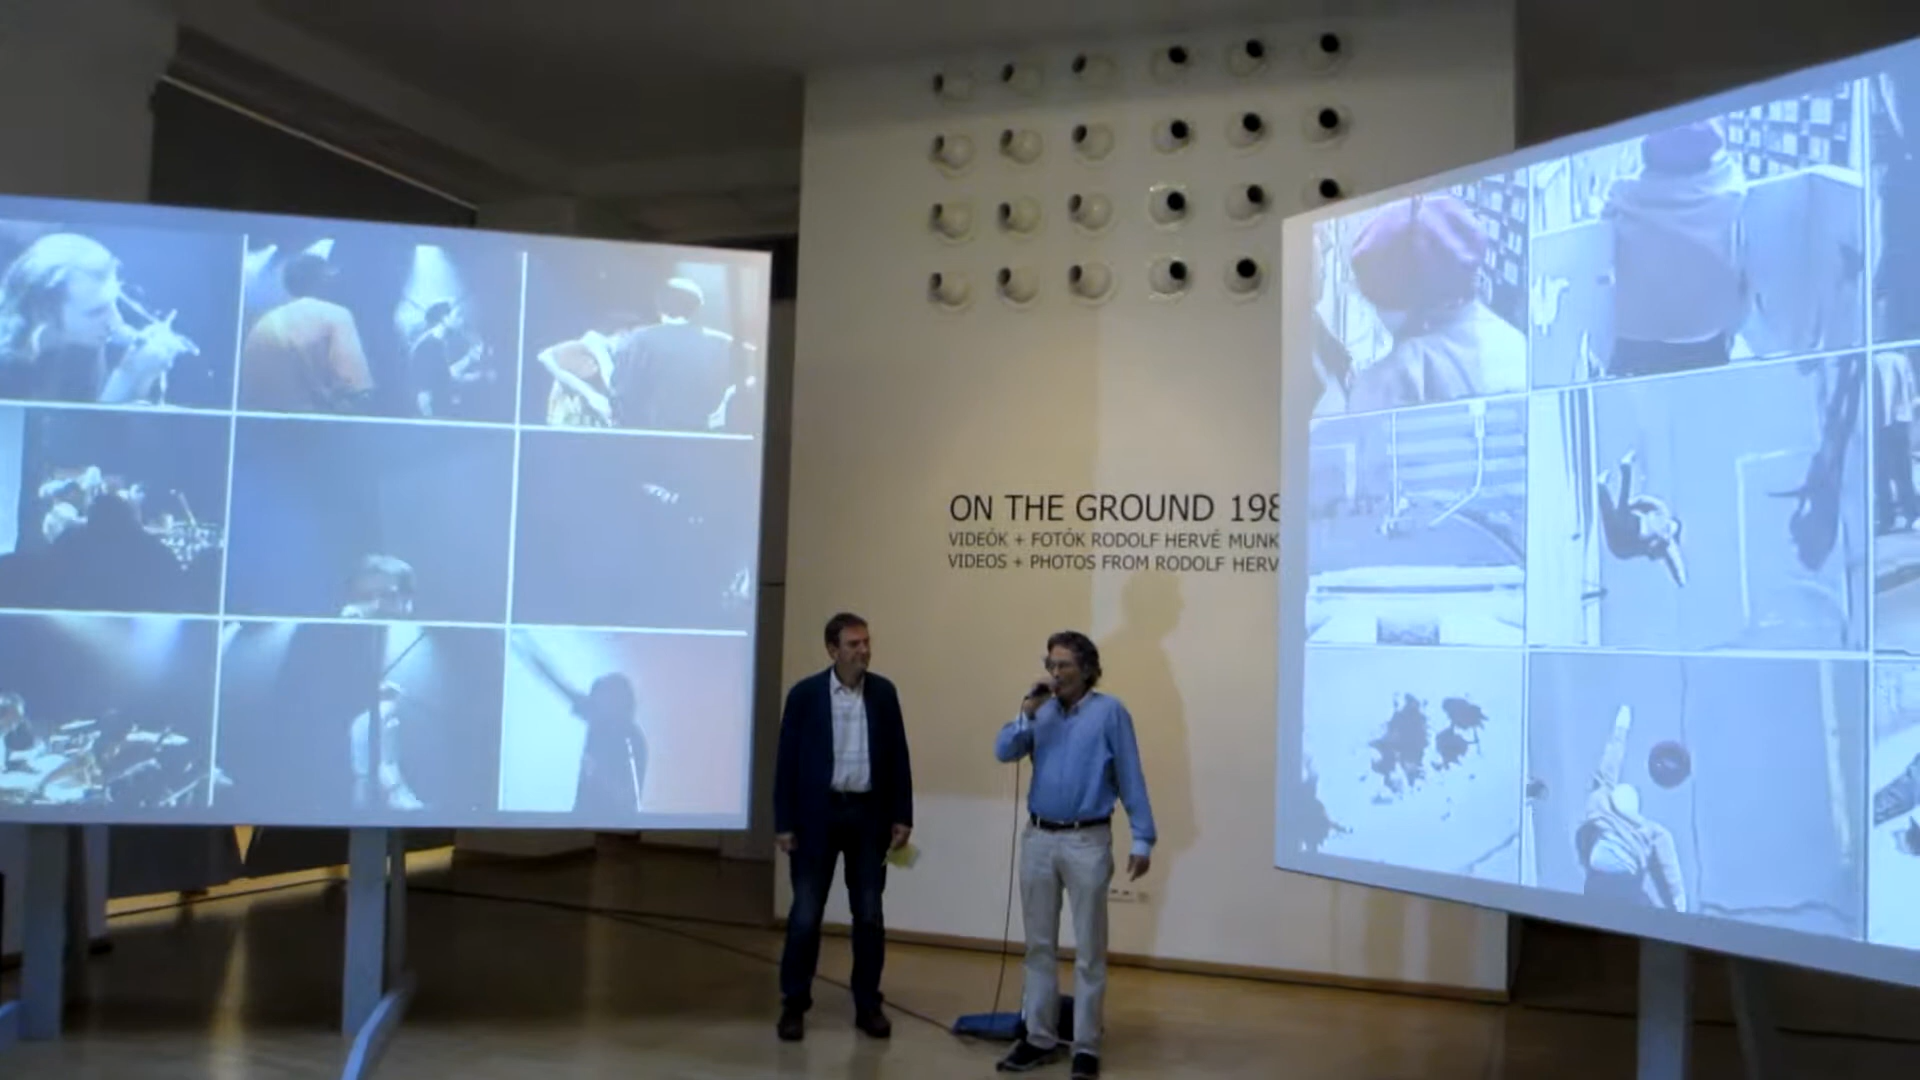 ON THE GROUND 198
VIDEÓK + FOTÓK RODOLF HERVÉ MUNK
VIDEOS + PHOTOS FROM RODOLF HERV